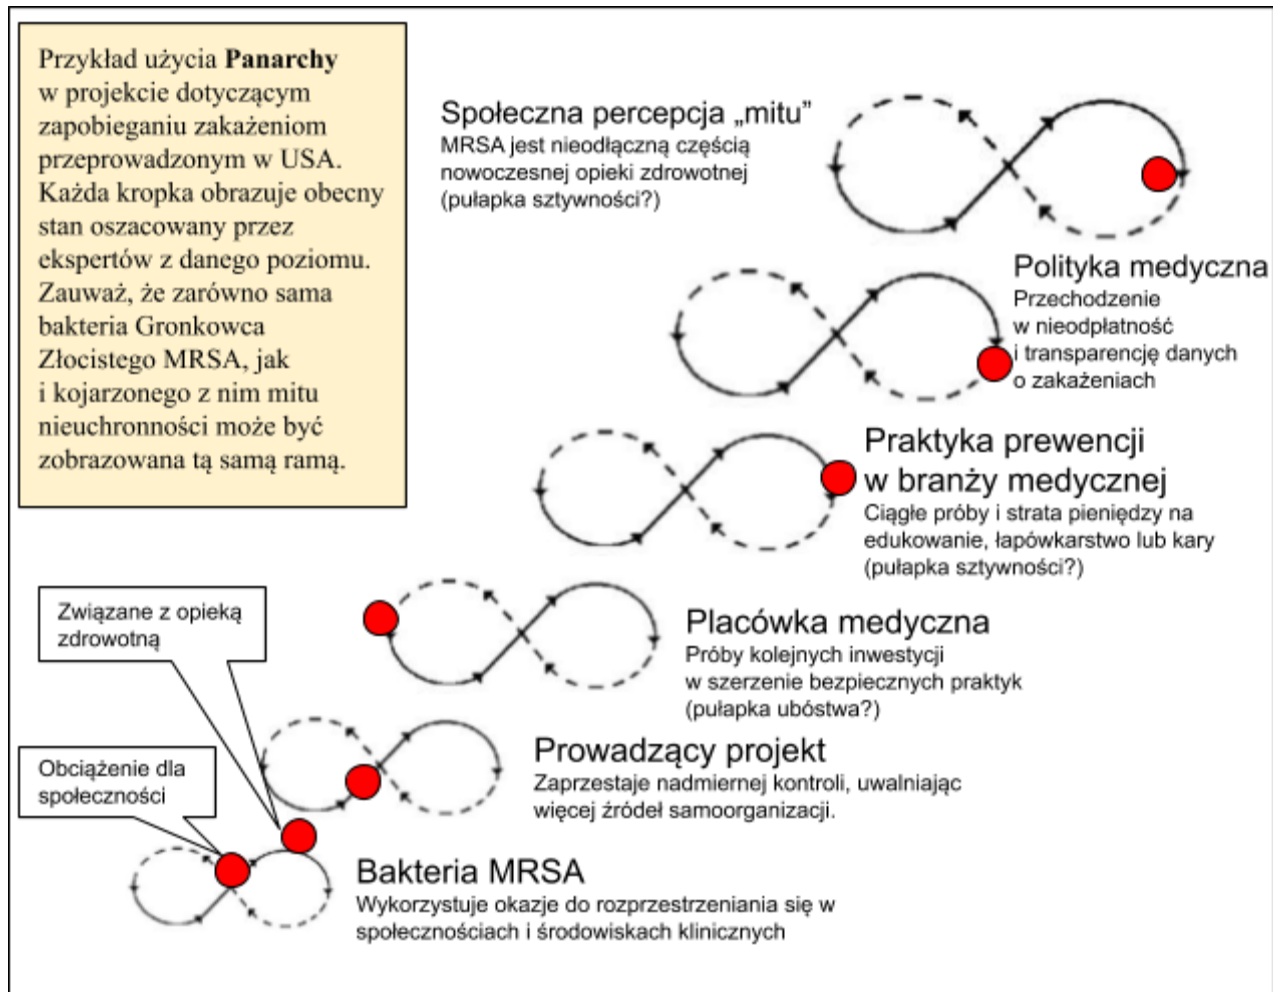 Przykład użycia Panarchy
w projekcie dotyczącym
zapobieganiu zakażeniom
przeprowadzonym w USA.
Każda kropka obrazuje obecny
stan oszacowany przez
ekspertów z danego poziomu.
Zauważ, że zarówno sama
bakteria Gronkowca
Złocistego MRSA, jak
i kojarzonego z nim mitu
nieuchronności może być
zobrazowana tą samą ramą.
Społeczna percepcja „mitu”
MRSA jest nieodłączną częścią
nowoczesnej opieki zdrowotnej
(pułapka sztywności?)
Polityka medyczna
Przechodzenie
w nieodpłatność
i transparencję danych
o zakażeniach
Praktyka prewencji
w branży medycznej
Ciągłe próby i strata pieniędzy na
edukowanie, łapówkarstwo lub kary
(pułapka sztywności?)
Placówka medyczna
Próby kolejnych inwestycji
w szerzenie bezpiecznych praktyk
(pułapka ubóstwa?)
Związane z opieką
zdrowotną
Prowadzący projekt
Zaprzestaje nadmiernej kontroli, uwalniając
więcej źródeł samoorganizacji.
Obciążenie dla
społeczności
Bakteria MRSA
Wykorzystuje okazje do rozprzestrzeniania się w
społecznościach i środowiskach klinicznych